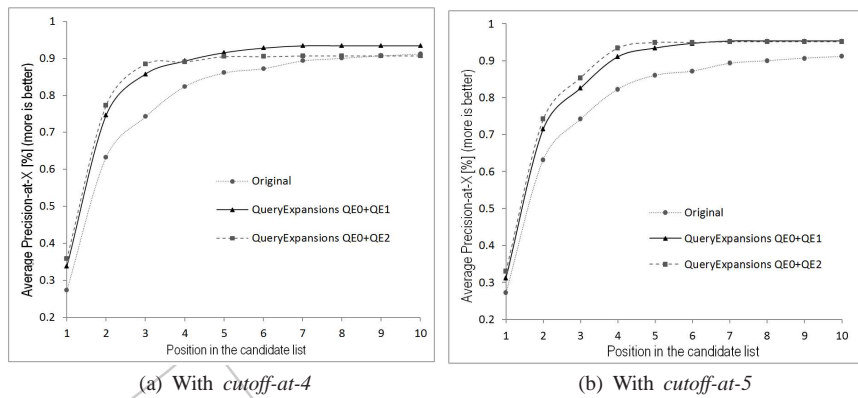 Average Precision-at-X [%] (more is better)
1
0.9
0.8
0.7
0.6
0.5
0.4
0.3
0.2
Original
QueryExpansions QE0+QE1
QueryExpansions QE0+QE2
1 2 3 4 5 6 7 8 9 10
Position in the candidate list
(a) With cutoff-at-4
Average Precision-at-X [%] (more is better)
1
0.9
0.8
0.7
0.6
0.5
0.4
0.3
0.2
Original
QueryExpansions QE0+QE1
QueryExpansions QE0+QE2
1 2 3 4 5 6 7 8 9 10
Position in the candidate list
(b) With cutoff-at-5